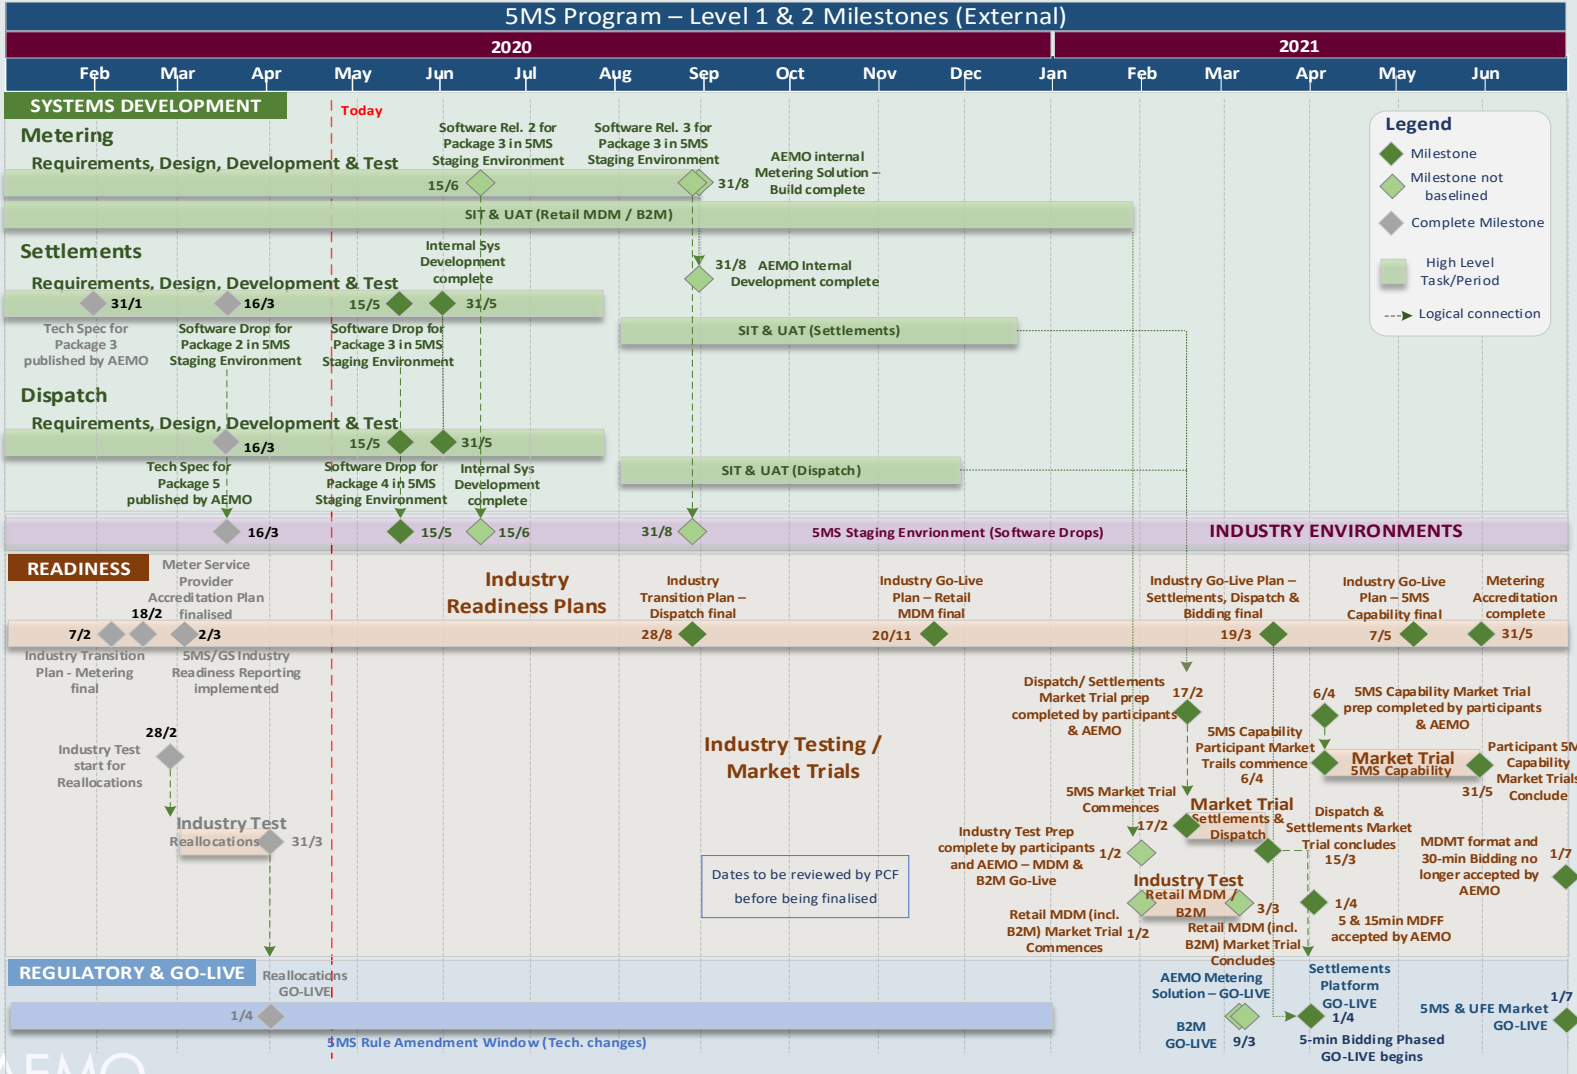 5MS Program – Level 1 & 2 Milestones (External)
2020
2021
Feb Mar Apr May Jun Jul Aug Sep Oct Nov Dec Jan Feb Mar Apr May Jun
SYSTEMS DEVELOPMENT
Today
Metering
Requirements, Design, Development & Test
Software Rel. 2 for
Package 3 in 5MS
Staging Environment
15/6
Software Rel. 3 for
Package 3 in 5MS
Staging Environment
31/8
AEMO internal
Metering Solution –
Build complete
SIT & UAT (Retail MDM / B2M)
Legend
Milestone
Milestone not
baselined
Complete Milestone
High Level
Task/Period
Logical connection
Settlements
Requirements, Design, Development & Test
Internal Sys
Development
complete
31/8
AEMO Internal
Development complete
31/1
16/3
15/5
31/5
Tech Spec for
Package 3
published by AEMO
Software Drop for
Package 2 in 5MS
Staging Environment
Software Drop for
Package 3 in 5MS
Staging Environment
SIT & UAT (Settlements)
Dispatch
Requirements, Design, Development & Test
16/3
15/5
31/5
Tech Spec for
Package 5
published by AEMO
Software Drop for
Package 4 in 5MS
Staging Environment
Internal Sys
Development
complete
SIT & UAT (Dispatch)
16/3
15/5
15/6
31/8
5MS Staging Envrionment (Software Drops)
INDUSTRY ENVIRONMENTS
READINESS
Meter Service
Provider
Accreditation Plan
finalised
18/2
7/2
2/3
Industry Transition
Plan - Metering
final
5MS/GS Industry
Readiness Reporting
implemented
Industry
Readiness Plans
Industry
Transition Plan –
Dispatch final
28/8
Industry Go-Live
Plan – Retail
MDM final
20/11
Industry Go-Live Plan –
Settlements, Dispatch &
Bidding final
19/3
Industry Go-Live
Plan – 5MS
Capability final
7/5
Metering
Accreditation
complete
31/5
28/2
Industry Test
start for
Reallocations
Industry Test
Reallocations
31/3
Industry Testing /
Market Trials
Dates to be reviewed by PCF
before being finalised
Dispatch/ Settlements
Market Trial prep
completed by participants
& AEMO
17/2
6/4
5MS Capability Market Trial
prep completed by participants
& AEMO
5MS Capability
Participant Market
Trails commence
6/4
Market Trial
5MS Capability
Participant 5M
Capability
Market Trials
Conclude
31/5
5MS Market Trial
Commences
17/2
Market Trial
Settlements &
Dispatch
Dispatch &
Settlements Market
Trial concludes
15/3
Industry Test Prep
complete by participants
and AEMO – MDM &
B2M Go-Live
1/2
MDMT format and
30-min Bidding no
longer accepted by
AEMO
1/7
Industry Test
Retail MDM /
B2M
Retail MDM (incl.
B2M) Market Trial
Commences
1/2
3/3
Retail MDM (incl.
B2M) Market Trial
Concludes
1/4
5 & 15min MDFF
accepted by AEMO
REGULATORY & GO-LIVE
Reallocations
GO-LIVE
1/4
5MS Rule Amendment Window (Tech. changes)
AEMO Metering
Solution – GO-LIVE
B2M
GO-LIVE
9/3
Settlements
Platform
GO-LIVE
1/4
5-min Bidding Phased
GO-LIVE begins
5MS & UFE Market
GO-LIVE
1/7
AEMO